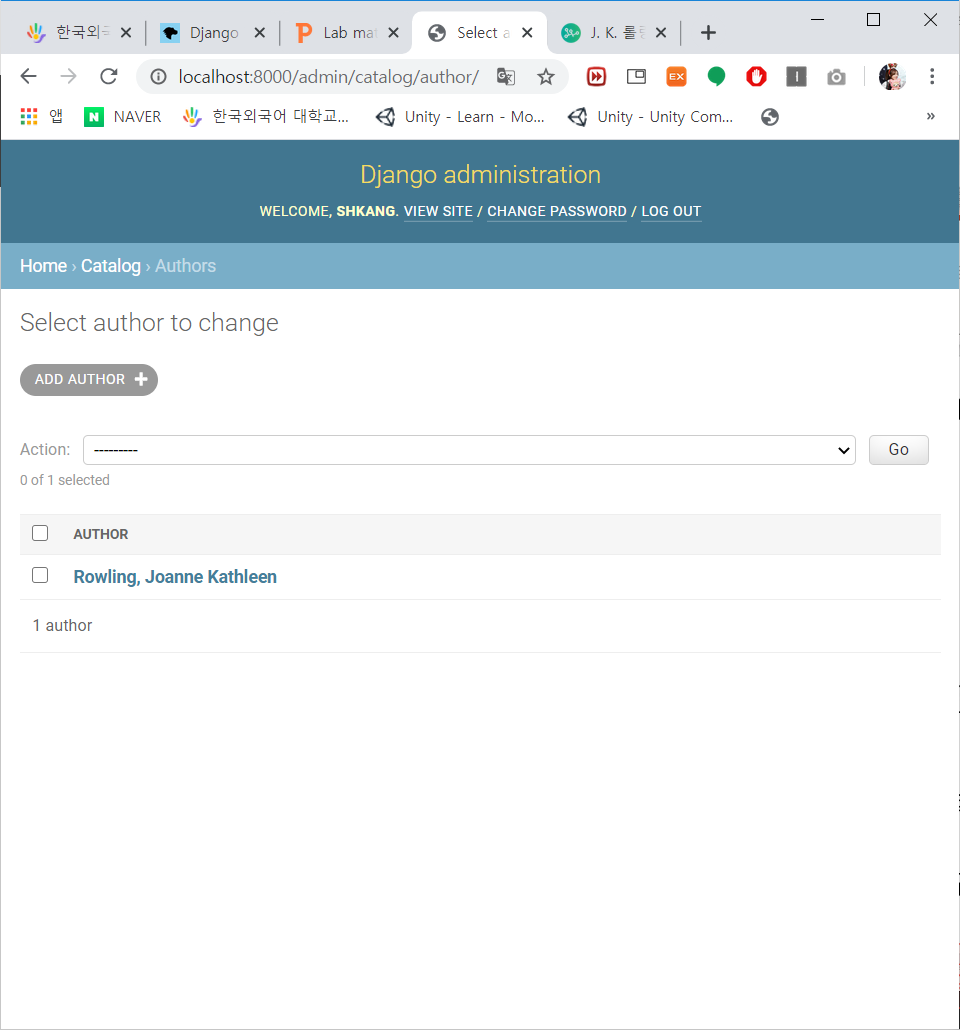 한국외국 Django Lab mat Select a J. K. 롤링
localhost:8000/admin/catalog/author/
EX
앱 NAVER 한국외국어 대학교... Unity - Learn - Mo... Unity - Unity Com... »
Django administration
WELCOME, SHKANG. VIEW SITE / CHANGE PASSWORD / LOG OUT
Home › Catalog › Authors
Select author to change
ADD AUTHOR +
Action: --------- Go
0 of 1 selected
AUTHOR
Rowling, Joanne Kathleen
1 author